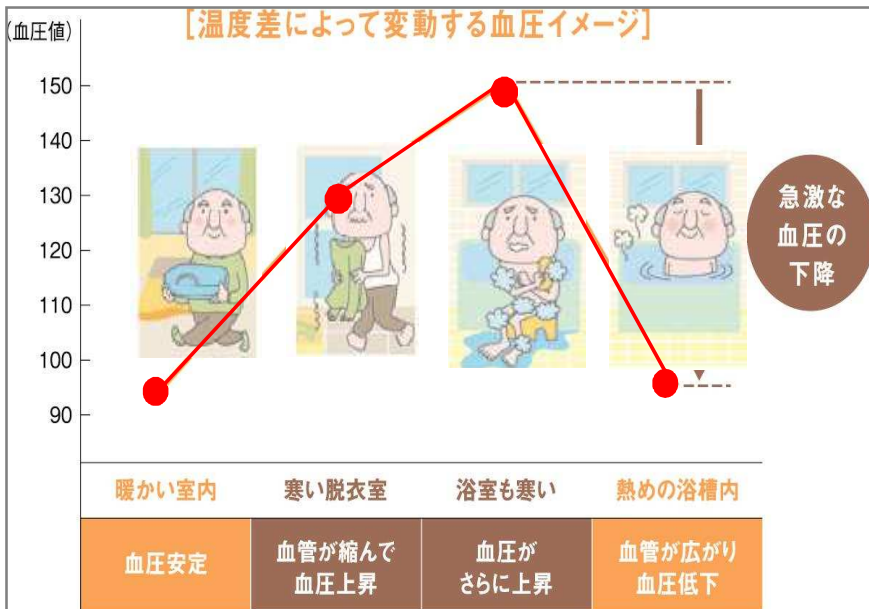 (血圧値)
[温度差によって変動する血圧イメージ]
150
140
130
120
110
100
90
急激な
血圧の
下降
暖かい室内
寒い脱衣室
浴室も寒い
熱めの浴槽内
血圧安定
血管が縮んで
血圧上昇
血圧が
さらに上昇
血管が広がり
血圧低下